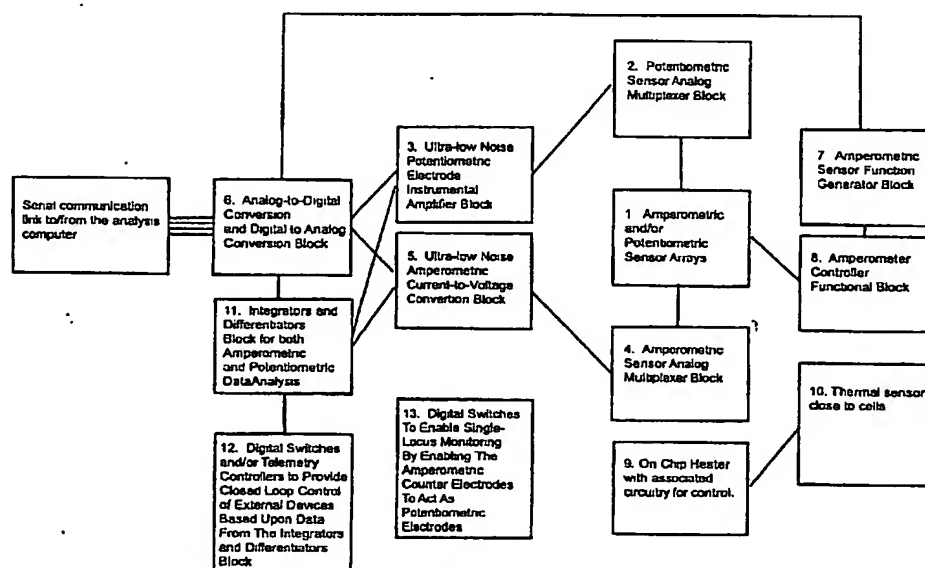 Serial communication
link to/from the analysis
computer
6. Analog-to-Digital
Conversion
and Digital to Analog
Conversion Block
11. Integrators and
Differentiators
Block for both
Amperometric
and Potentiometric
DataAnalysis
12. Digital Switches
and/or Telemetry
Controllers to Provide
Closed Loop Control
of External Devices
Based Upon Data
From The Integrators
and Differentiators
Block
3. Ultra-low Noise
Potentiometric
Electrode
Instrumental
Amplifier Block
5. Ultra-low Noise
Amperometric
Current-to-Voltage
Convertion Block
13. Digital Switches
To Enable Single-
Locus Monitoring
By Enabling The
Amperometric
Counter Electrodes
To Act As
Potentiometric
Electrodes
2. Potentiometric
Sensor Analog
Multiplexer Block
1 Amperometric
and/or
Potentiometric
Sensor Arrays
4. Amperometric
Sensor Analog
Multiplexer Block
9. On Chip Heater
with associated
circuitry for control.
7 Amperometric
Sensor Function
Generator Block
8. Amperometer
Controller
Functional Block
10. Thermal sensor
close to cells